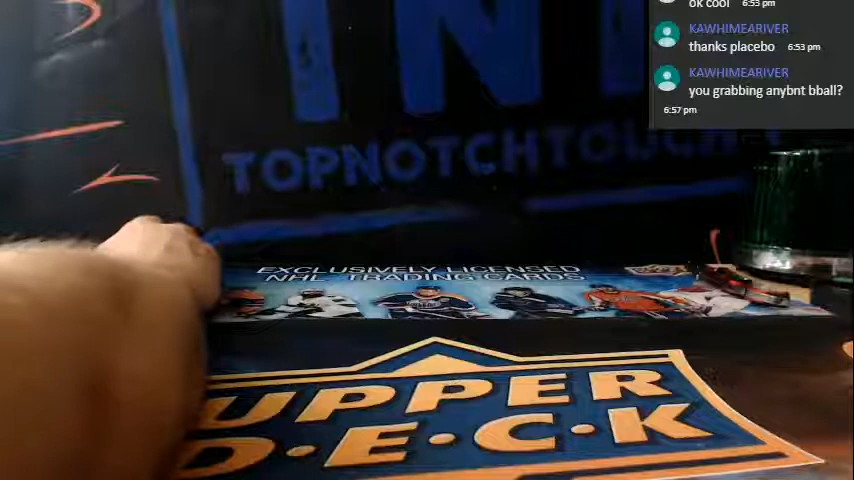 ok cool 6:53 pm
KAWHIMEARIVER
thanks placebo 6:53 pm
KAWHIMEARIVER
you grabbing anybnt bball?
6:57 pm
TNT
TOPNOTCHTOUCH
EXCLUSIVELY LICENSED
NHL TRADING CARDS
UPPER
D·E·C·K